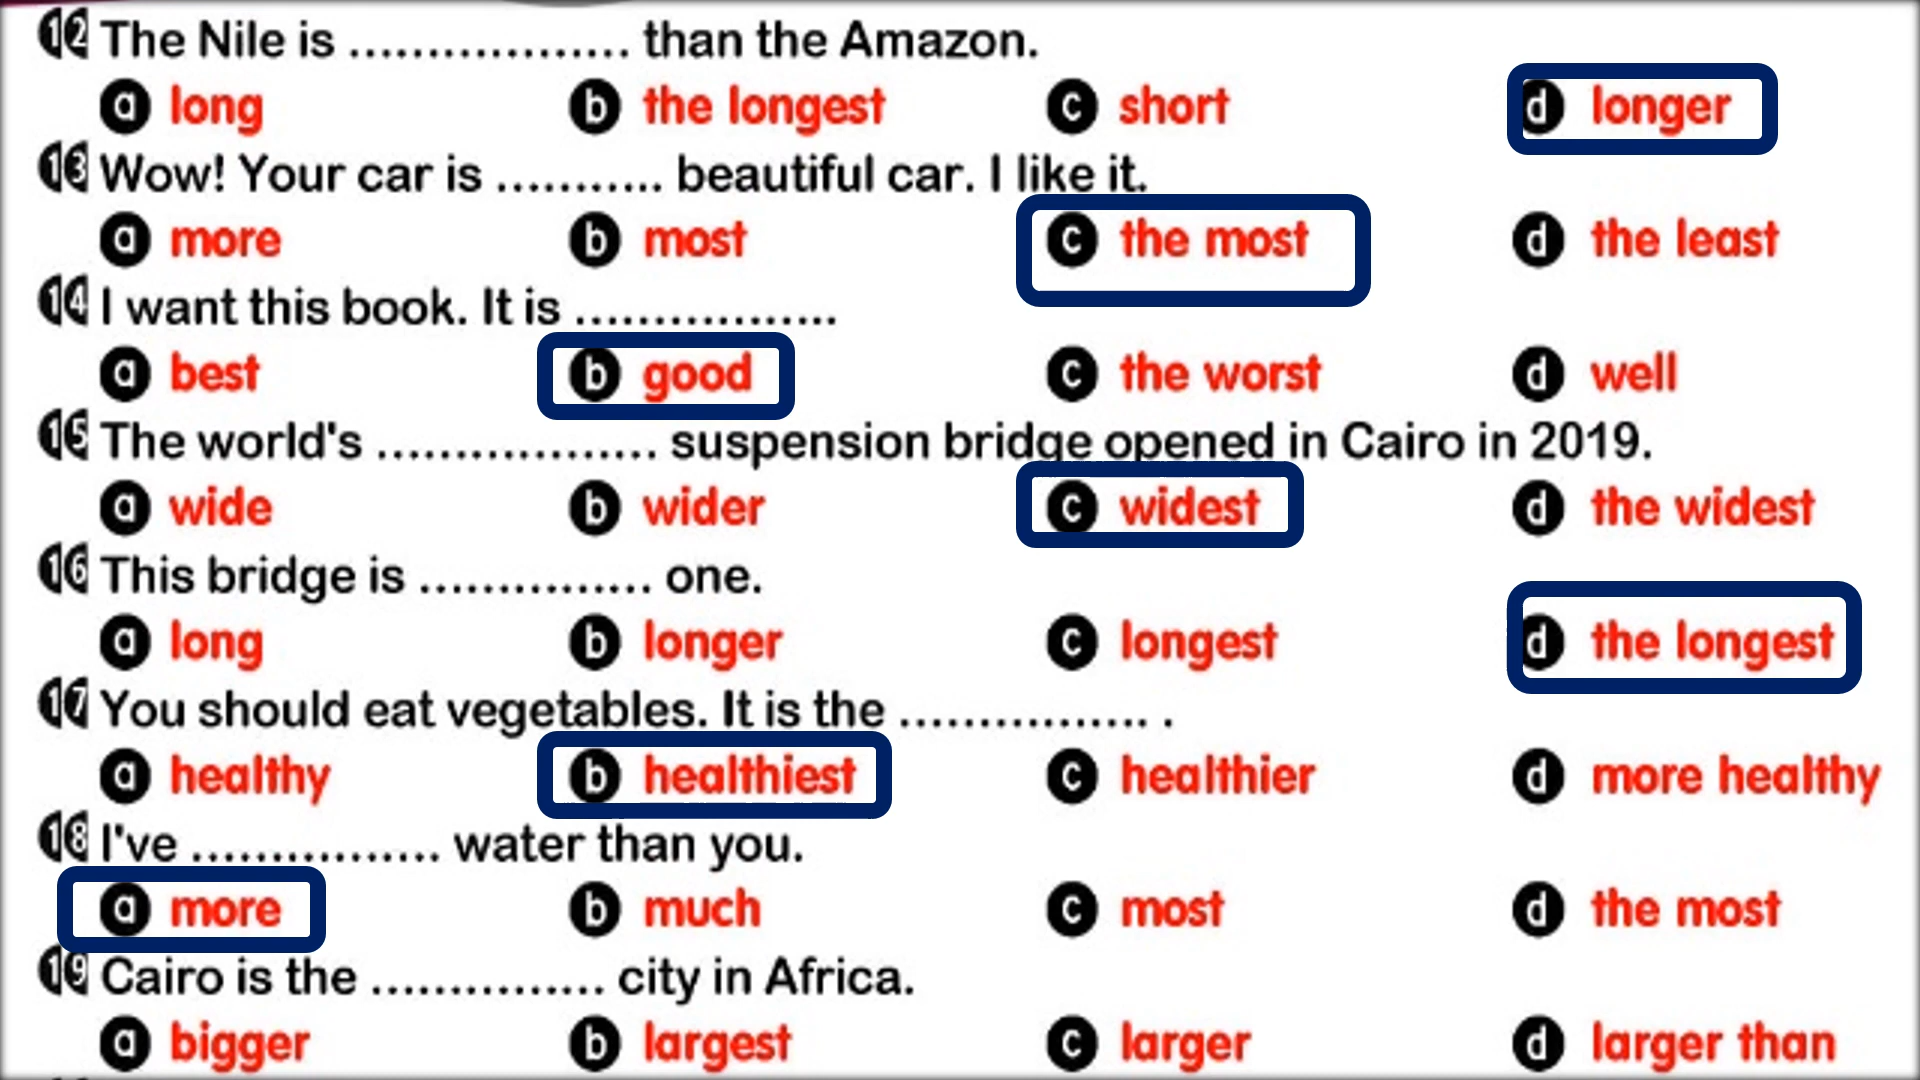 12 The Nile is .................. than the Amazon.
a long b the longest c short d longer
13 Wow! Your car is ........... beautiful car. I like it.
a more b most c the most d the least
14 I want this book. It is .................
a best b good c the worst d well
15 The world's .................. suspension bridge opened in Cairo in 2019.
a wide b wider c widest d the widest
16 This bridge is ............... one.
a long b longer c longest d the longest
17 You should eat vegetables. It is the ................ .
a healthy b healthiest c healthier d more healthy
18 I've ................ water than you.
a more b much c most d the most
19 Cairo is the ............... city in Africa.
a bigger b largest c larger d larger than